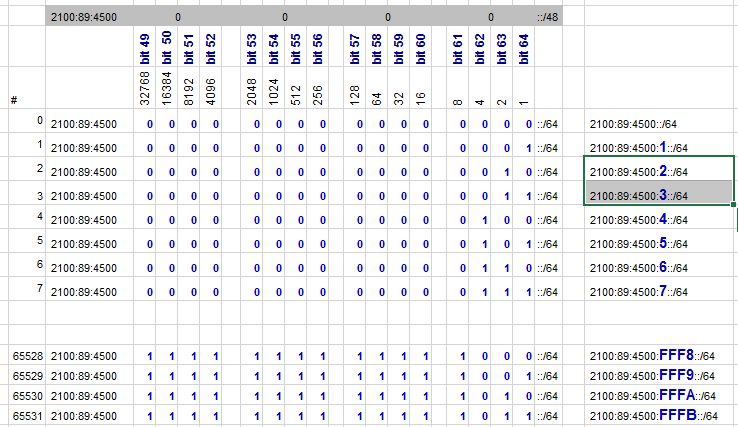 2100:89:4500 0 0 0 0 ::/48
bit 49 bit 50 bit 51 bit 52 bit 53 bit 54 bit 55 bit 56 bit 57 bit 58 bit 59 bit 60 bit 61 bit 62 bit 63 bit 64
# 32768 16384 8192 4096 2048 1024 512 256 128 64 32 16 8 4 2 1
0 2100:89:4500 0 0 0 0 0 0 0 0 0 0 0 0 0 0 0 0 ::/64 2100:89:4500::/64
1 2100:89:4500 0 0 0 0 0 0 0 0 0 0 0 0 0 0 0 1 ::/64 2100:89:4500:1::/64
2 2100:89:4500 0 0 0 0 0 0 0 0 0 0 0 0 0 0 1 0 ::/64 2100:89:4500:2::/64
3 2100:89:4500 0 0 0 0 0 0 0 0 0 0 0 0 0 0 1 1 ::/64 2100:89:4500:3::/64
4 2100:89:4500 0 0 0 0 0 0 0 0 0 0 0 0 0 1 0 0 ::/64 2100:89:4500:4::/64
5 2100:89:4500 0 0 0 0 0 0 0 0 0 0 0 0 0 1 0 1 ::/64 2100:89:4500:5::/64
6 2100:89:4500 0 0 0 0 0 0 0 0 0 0 0 0 0 1 1 0 ::/64 2100:89:4500:6::/64
7 2100:89:4500 0 0 0 0 0 0 0 0 0 0 0 0 0 1 1 1 ::/64 2100:89:4500:7::/64
65528 2100:89:4500 1 1 1 1 1 1 1 1 1 1 1 1 1 0 0 0 ::/64 2100:89:4500:FFF8::/64
65529 2100:89:4500 1 1 1 1 1 1 1 1 1 1 1 1 1 0 0 1 ::/64 2100:89:4500:FFF9::/64
65530 2100:89:4500 1 1 1 1 1 1 1 1 1 1 1 1 1 0 1 0 ::/64 2100:89:4500:FFFA::/64
65531 2100:89:4500 1 1 1 1 1 1 1 1 1 1 1 1 1 0 1 1 ::/64 2100:89:4500:FFFB::/64